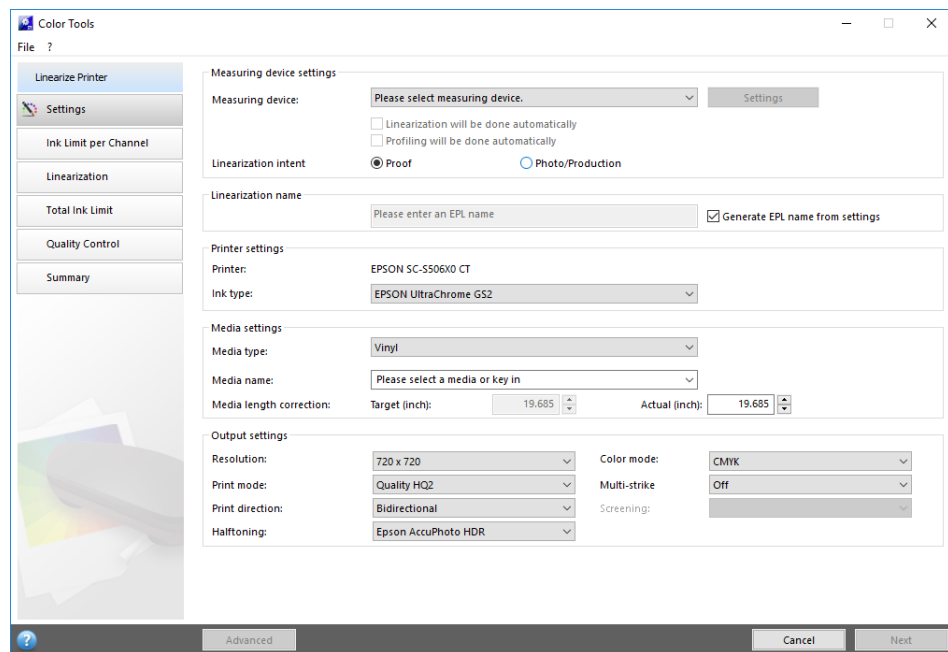 Color Tools
File ?
Linearize Printer
Settings
Ink Limit per Channel
Linearization
Total Ink Limit
Quality Control
Summary
Measuring device settings
Measuring device: Please select measuring device. Settings
Linearization will be done automatically
Profiling will be done automatically
Linearization intent Proof Photo/Production
Linearization name
Please enter an EPL name Generate EPL name from settings
Printer settings
Printer: EPSON SC-S506X0 CT
Ink type: EPSON UltraChrome GS2
Media settings
Media type: Vinyl
Media name: Please select a media or key in
Media length correction: Target (inch): 19.685 Actual (inch): 19.685
Output settings
Resolution: 720 x 720 Color mode: CMYK
Print mode: Quality HQ2 Multi-strike Off
Print direction: Bidirectional Screening:
Halftoning: Epson AccuPhoto HDR
? Advanced Cancel Next